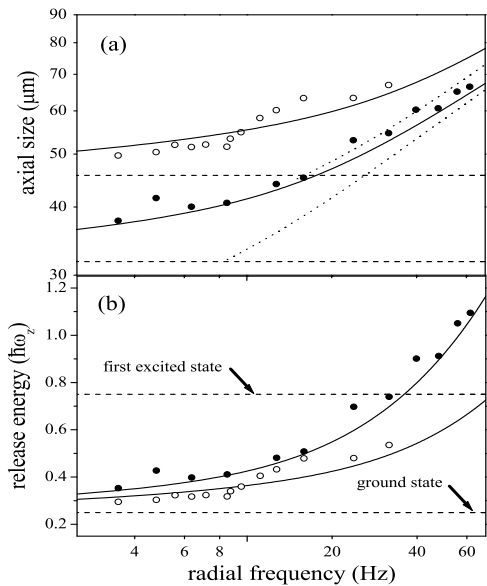 (a)
axial size (μm)
90
80
70
60
50
40
30
(b)
release energy (ℏω_z)
1.2
1.0
0.8
0.6
0.4
0.2
first excited state
ground state
4 6 8 20 40 60
radial frequency (Hz)